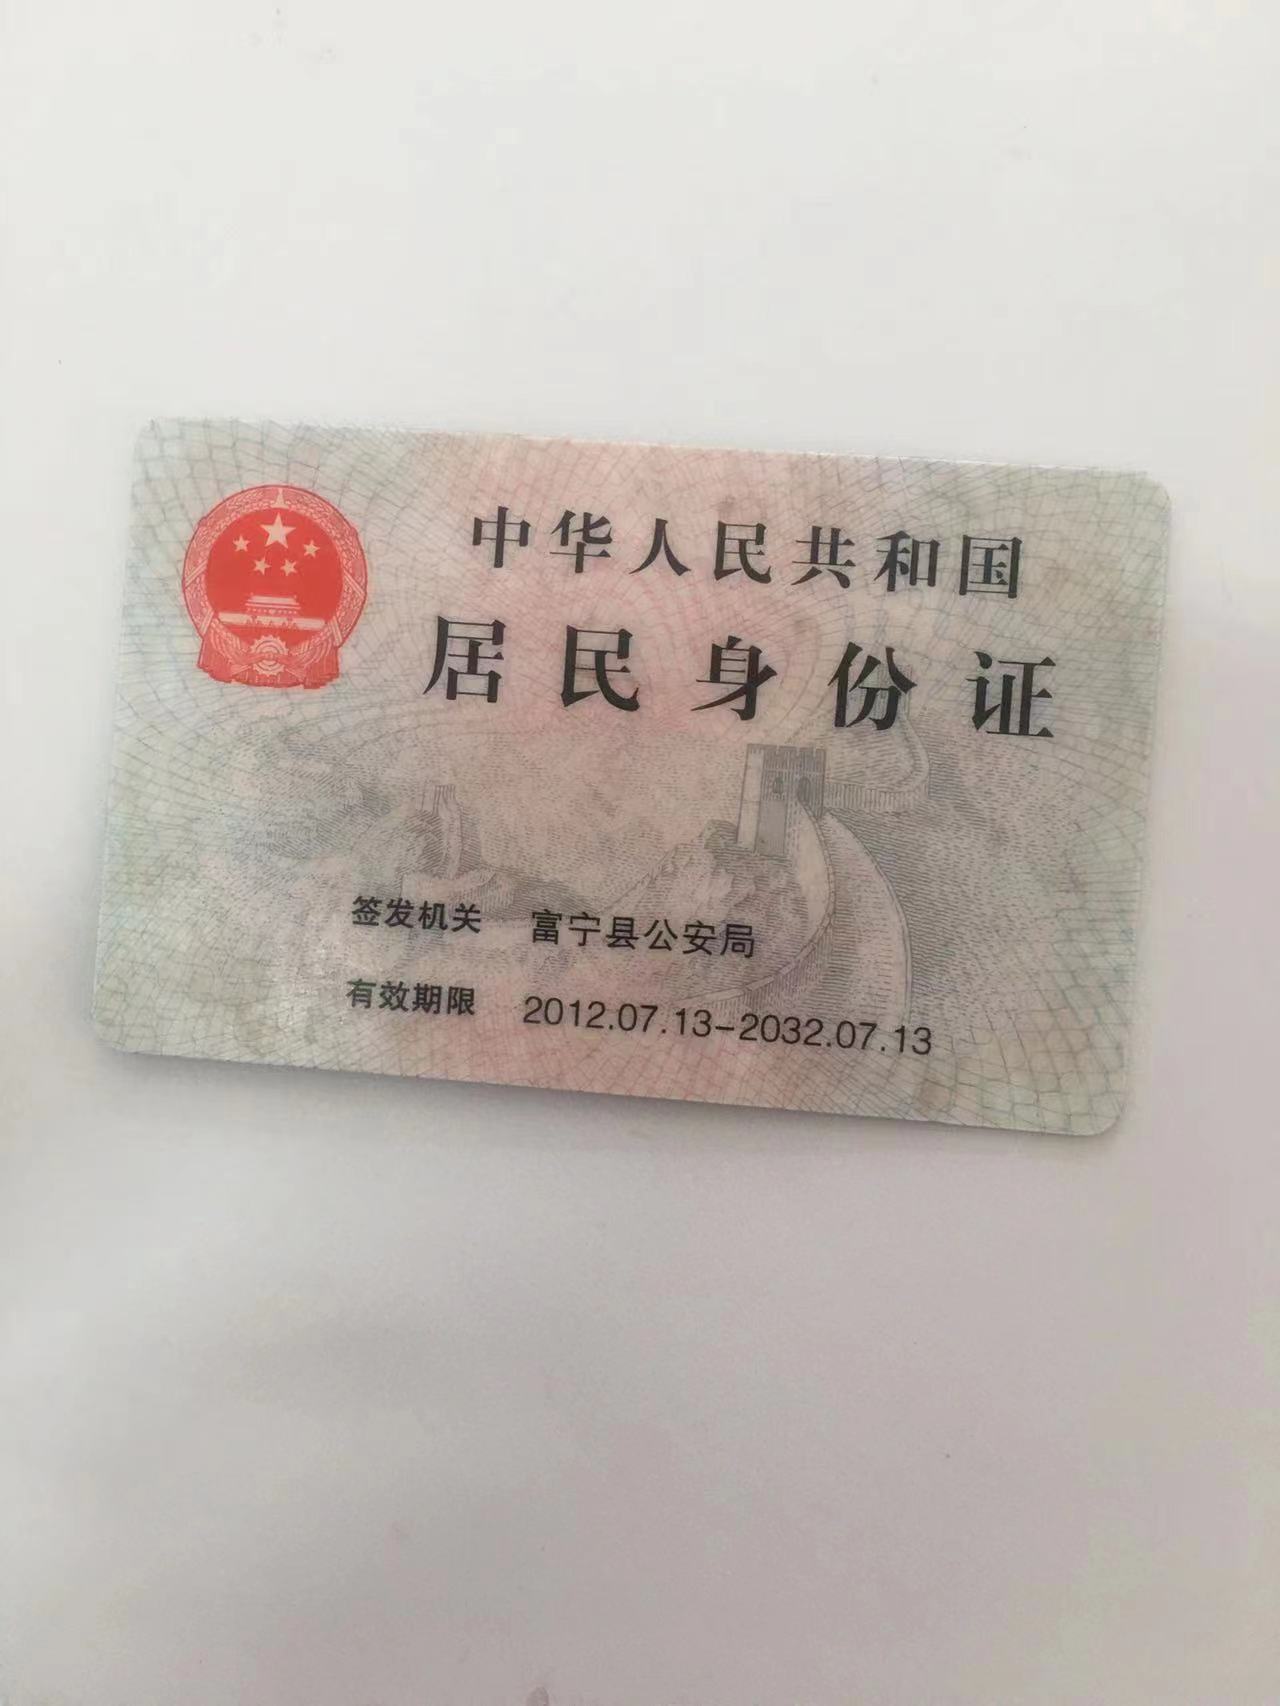 中华人民共和国
居民身份证
签发机关 富宁县公安局
有效期限 2012.07.13-2032.07.13